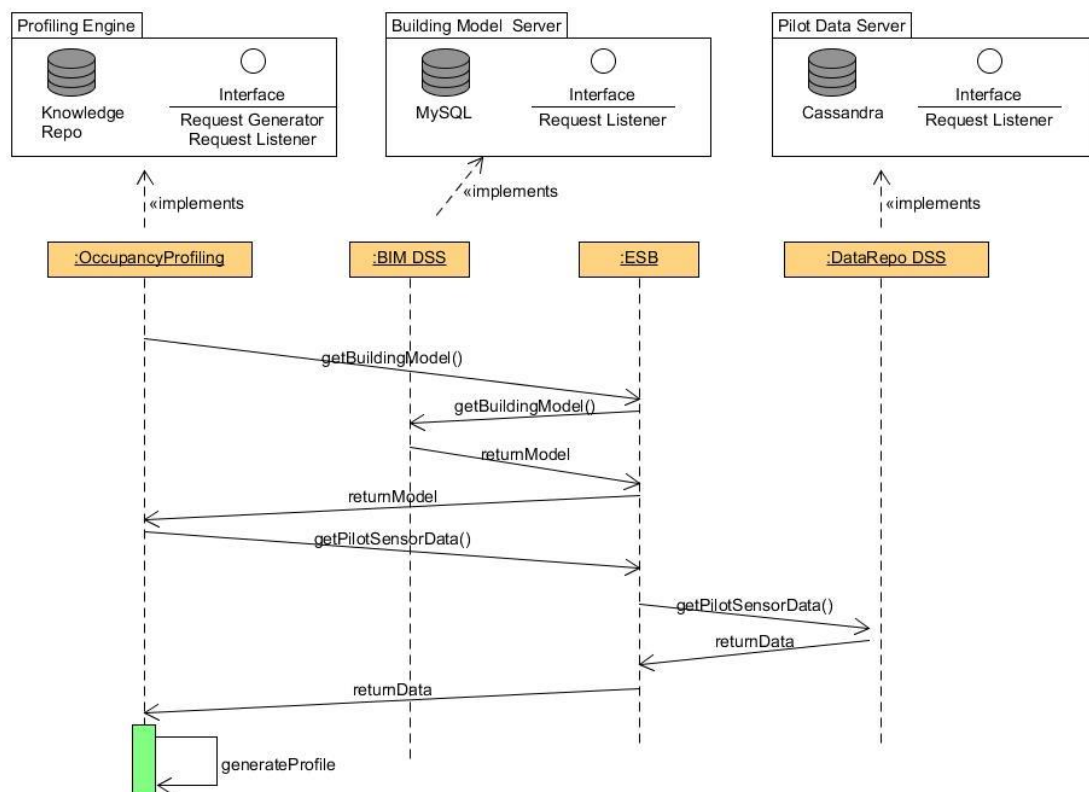 Profiling Engine
Knowledge
Repo
Interface
Request Generator
Request Listener
Building Model  Server
MySQL
Interface
Request Listener
Pilot Data Server
Cassandra
Interface
Request Listener
«implements
«implements
«implements
:OccupancyProfiling
:BIM DSS
:ESB
:DataRepo DSS
getBuildingModel()
getBuildingModel()
returnModel
returnModel
getPilotSensorData()
getPilotSensorData()
returnData
returnData
generateProfile